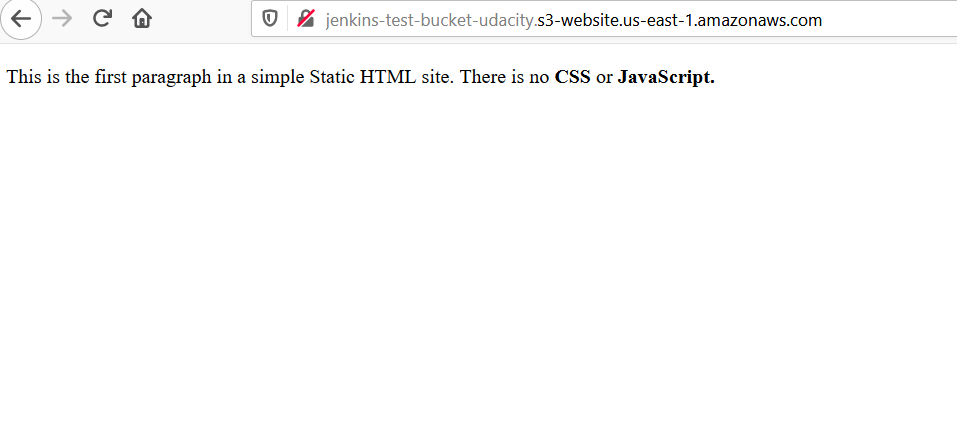 jenkins-test-bucket-udacity.s3-website.us-east-1.amazonaws.com
This is the first paragraph in a simple Static HTML site. There is no CSS or JavaScript.